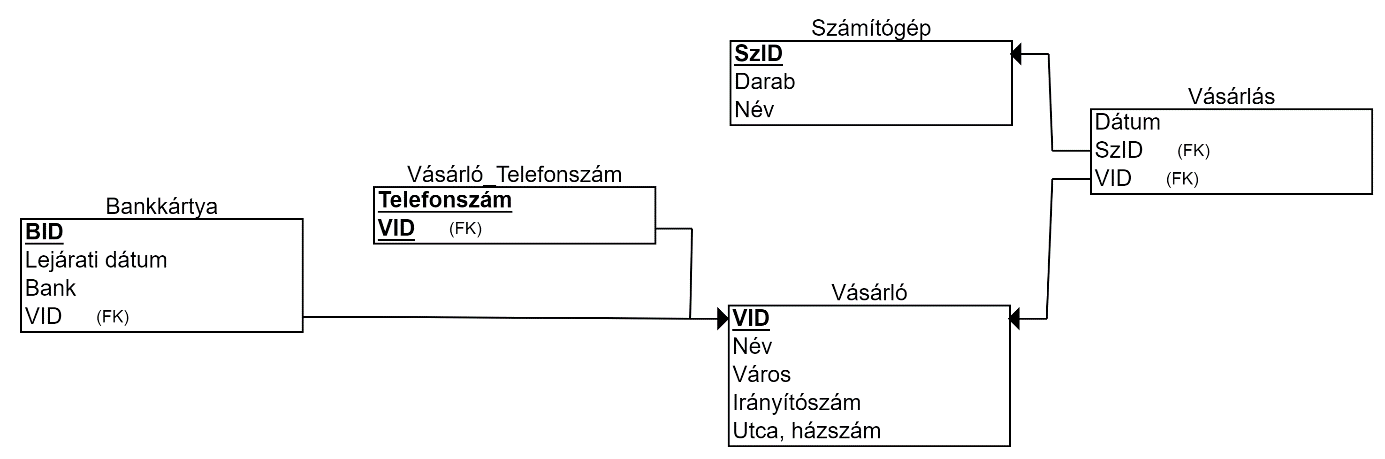 Számítógép
SzID
Darab
Név
Vásárlás
Dátum
SzID (FK)
VID (FK)
Vásárló_Telefonszám
Telefonszám
VID (FK)
Bankkártya
BID
Lejárati dátum
Bank
VID (FK)
Vásárló
VID
Név
Város
Irányítószám
Utca, házszám